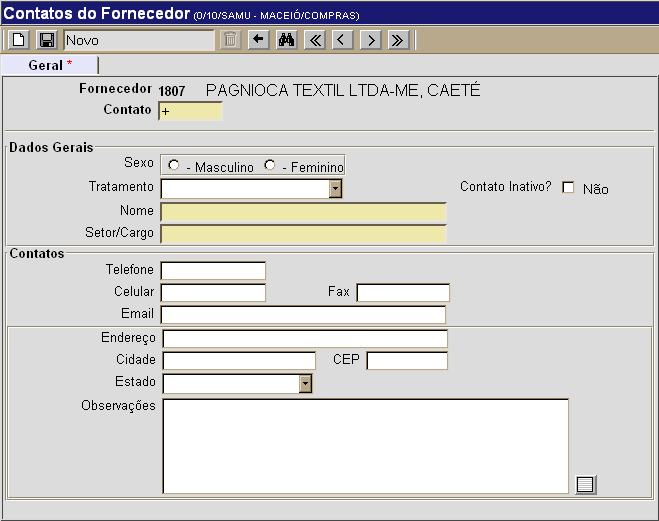 Contatos do Fornecedor (0/10/SAMU - MACEIÓ/COMPRAS)
Novo
Geral *
Fornecedor 1807 PAGNIOCA TEXTIL LTDA-ME, CAETÉ
Contato +
Dados Gerais
Sexo - Masculino - Feminino
Tratamento Contato Inativo? Não
Nome
Setor/Cargo
Contatos
Telefone
Celular Fax
Email
Endereço
Cidade CEP
Estado
Observações